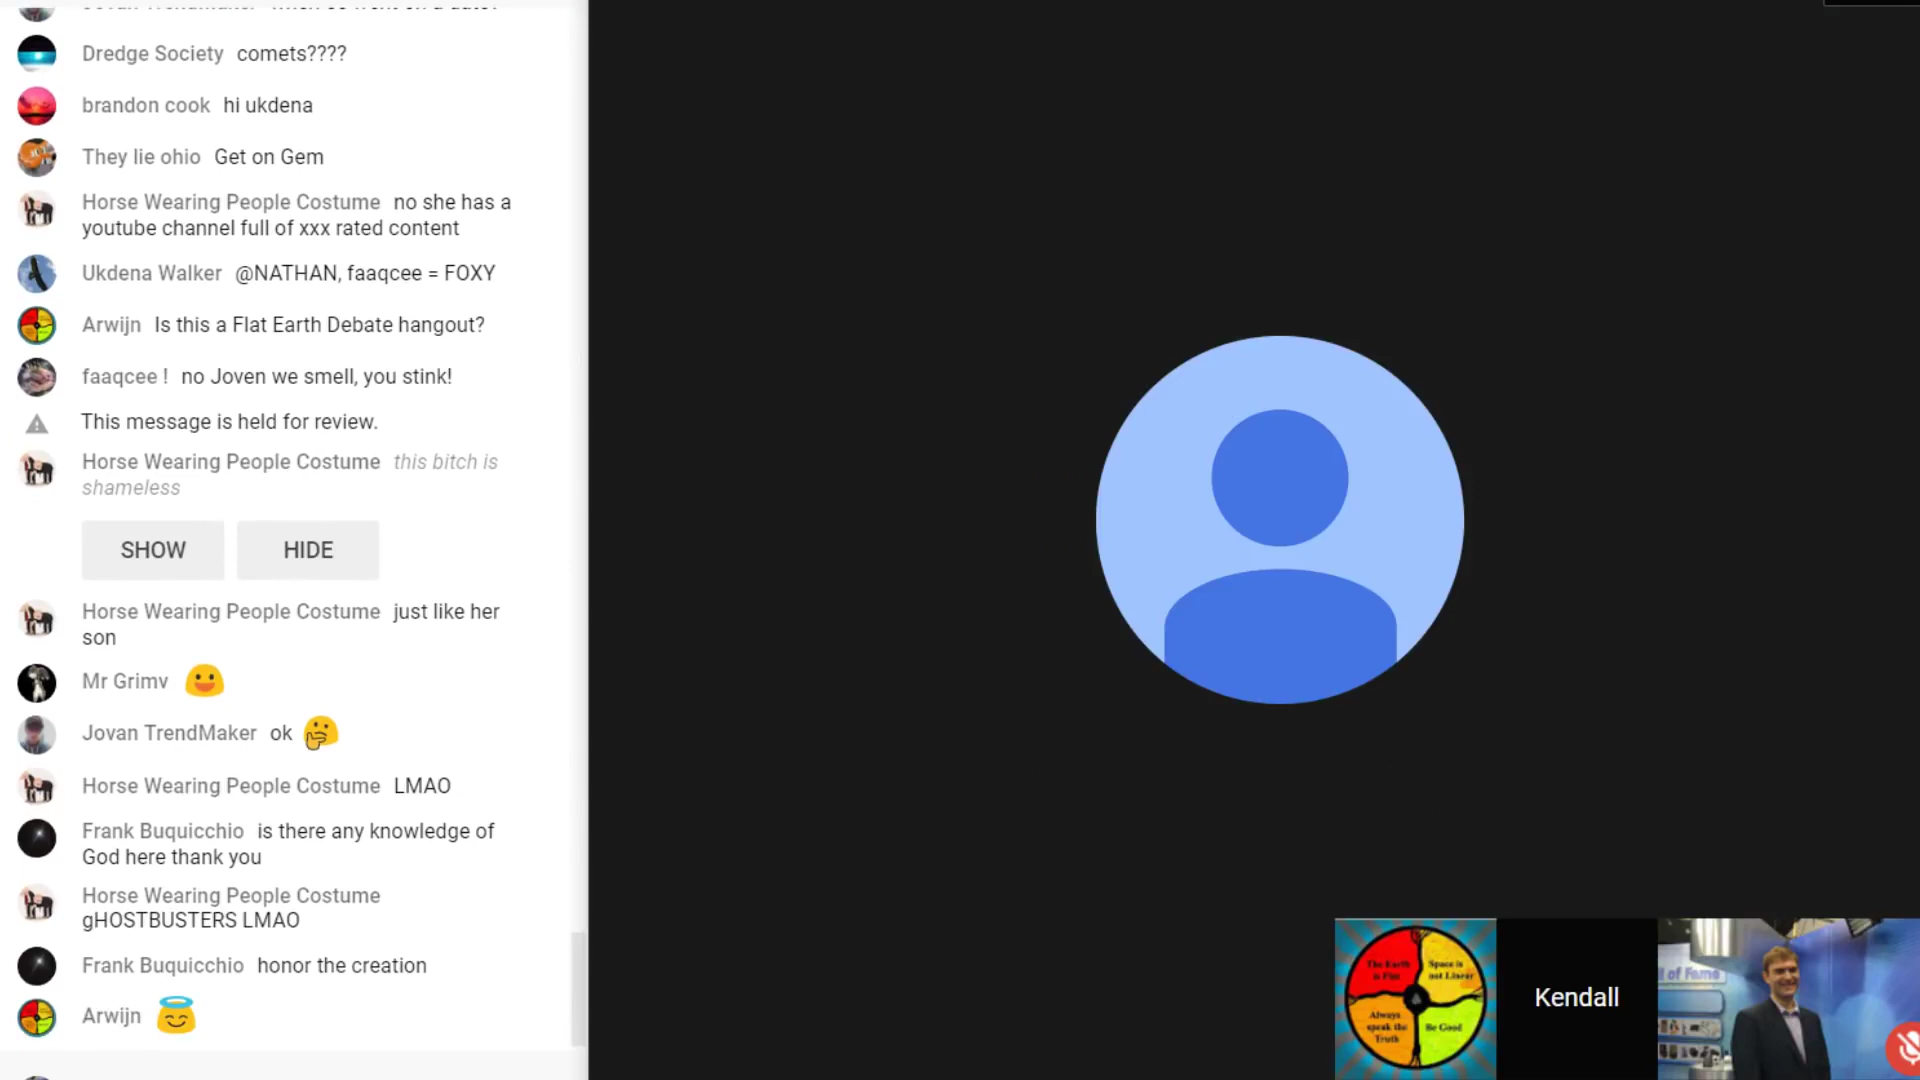 Dredge Society comets????
brandon cook hi ukdena
They lie ohio Get on Gem
Horse Wearing People Costume no she has a
youtube channel full of xxx rated content
Ukdena Walker @NATHAN, faaqcee = FOXY
Arwijn Is this a Flat Earth Debate hangout?
faaqcee ! no Joven we smell, you stink!
This message is held for review.
Horse Wearing People Costume this bitch is
shameless
SHOW HIDE
Horse Wearing People Costume just like her
son
Mr Grimv 😀
Jovan TrendMaker ok 🤔
Horse Wearing People Costume LMAO
Frank Buquicchio is there any knowledge of
God here thank you
Horse Wearing People Costume
gHOSTBUSTERS LMAO
Frank Buquicchio honor the creation
Arwijn 😇
The Earth
is Flat
Space is
not Linear
Always
speak the
Truth
Be Good
Kendall
of Fame